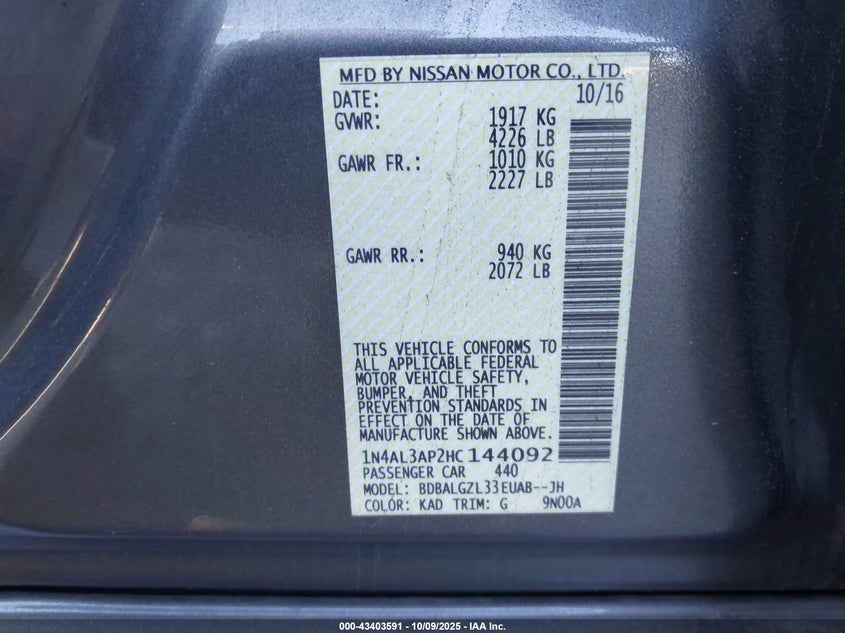 MFD BY NISSAN MOTOR CO., LTD.
DATE: 10/16
GVWR: 1917 KG
4226 LB
GAWR FR.: 1010 KG
2227 LB
GAWR RR.: 940 KG
2072 LB
THIS VEHICLE CONFORMS TO
ALL APPLICABLE FEDERAL
MOTOR VEHICLE SAFETY,
BUMPER, AND THEFT
PREVENTION STANDARDS IN
EFFECT ON THE DATE OF
MANUFACTURE SHOWN ABOVE.
1N4AL3AP2HC144092
PASSENGER CAR 440
MODEL: BDBALGZL33EUAB--JH
COLOR: KAD TRIM: G 9N00A
000-43403591 - 10/09/2025 - IAA Inc.